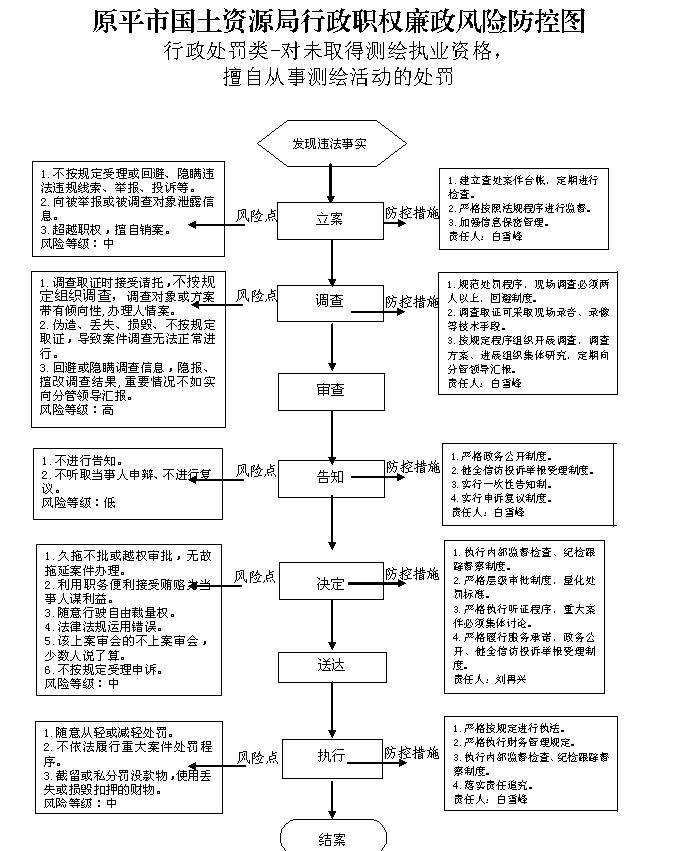 原平市国土资源局行政职权廉政风险防控图
行政处罚类-对未取得测绘执业资格，
擅自从事测绘活动的处罚
发现违法事实
1. 不按规定受理或回避、隐瞒违
法违规线索、举报、投诉等。
2. 向被举报或被调查对象泄露信
息。
3. 超越职权，擅自销案。
风险等级：中
风险点
立案
防控措施
1. 建立查处案件台帐，定期进行
检查。
2. 严格按照法规程序进行监督。
3. 加强信息保密管理。
责任人：白雪峰
1. 调查取证时接受请托，不按规
定组织调查，调查对象或方案
带有倾向性，办理人情案。
2. 伪造、丢失、损毁、不按规定
取证，导致案件调查无法正常进
行。
3. 回避或隐瞒调查信息，隐报、
擅改调查结果，重要情况不如实
向分管领导汇报。
风险等级：高
风险点
调查
防控措施
1. 规范处罚程序，现场调查必须两
人以上，回避制度。
2. 调查取证可采取现场录音、录像
等技术手段。
3. 按规定程序组织开展调查，调查
方案、进展组织集体研究，定期向
分管领导汇报。
责任人：白雪峰
审查
1. 不进行告知。
2. 不听取当事人申辩、不进行复
议。
风险等级：低
风险点
告知
防控措施
1. 严格政务公开制度。
2. 健全信访投诉举报受理制度。
3. 实行一次性告知制。
4. 实行申诉复议制度。
责任人：白雪峰
1. 久拖不批或越权审批，无故
拖延案件办理。
2. 利用职务便利接受贿赂为当
事人谋利益。
3. 随意行驶自由裁量权。
4. 法律法规运用错误。
5. 该上案审会的不上案审会，
少数人说了算。
6. 不按规定受理申诉。
风险等级：中
风险点
决定
防控措施
1. 执行内部监督检查、纪检跟
踪督察制度。
2. 严格层级审批制度，量化处
罚标准。
3. 严格执行听证程序，重大案
件必须集体讨论。
4. 严格履行服务承诺，政务公
开、健全信访投诉举报受理制
度。
责任人：刘再兴
送达
1. 随意从轻或减轻处罚。
2. 不依法履行重大案件处罚程
序。
3. 截留或私分罚没款物，使用丢
失或损毁扣押的财物。
风险等级：中
风险点
执行
防控措施
1. 严格按规定进行执法。
2. 严格执行财务管理规定。
3. 执行内部监督检查、纪检跟踪督
察制度。
4. 落实责任追究。
责任人：白雪峰
结案